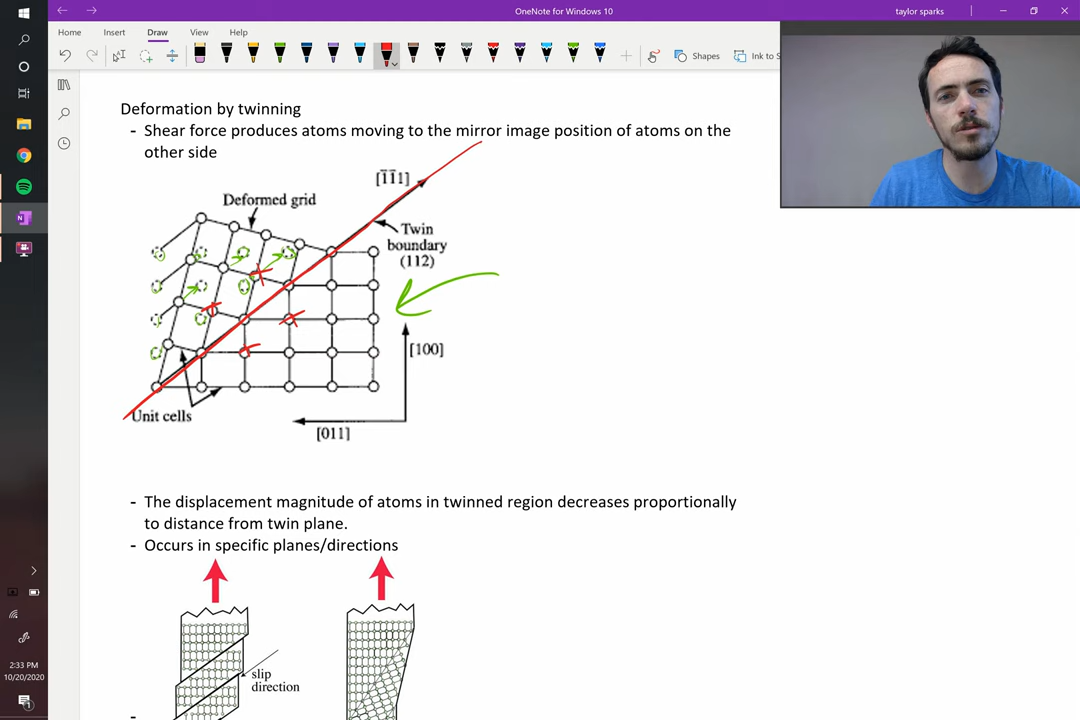 OneNote for Windows 10
taylor sparks
Home Insert Draw View Help
Shapes
Ink to S
Deformation by twinning
- Shear force produces atoms moving to the mirror image position of atoms on the
other side
[1̄1̄1]
Deformed grid
Twin
boundary
(112)
[100]
Unit cells
[011]
- The displacement magnitude of atoms in twinned region decreases proportionally
to distance from twin plane.
- Occurs in specific planes/directions
slip
direction
-
2:33 PM
10/20/2020